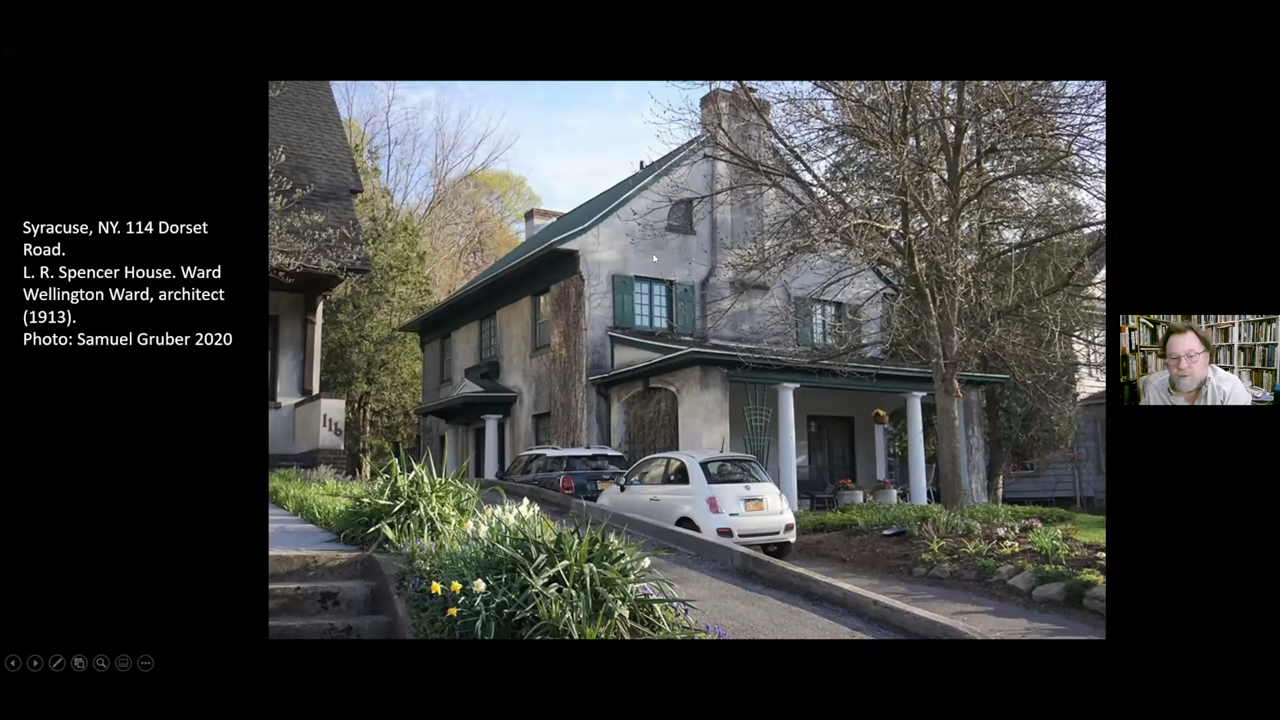 Syracuse, NY. 114 Dorset
Road.
L. R. Spencer House. Ward
Wellington Ward, architect
(1913).
Photo: Samuel Gruber 2020
116